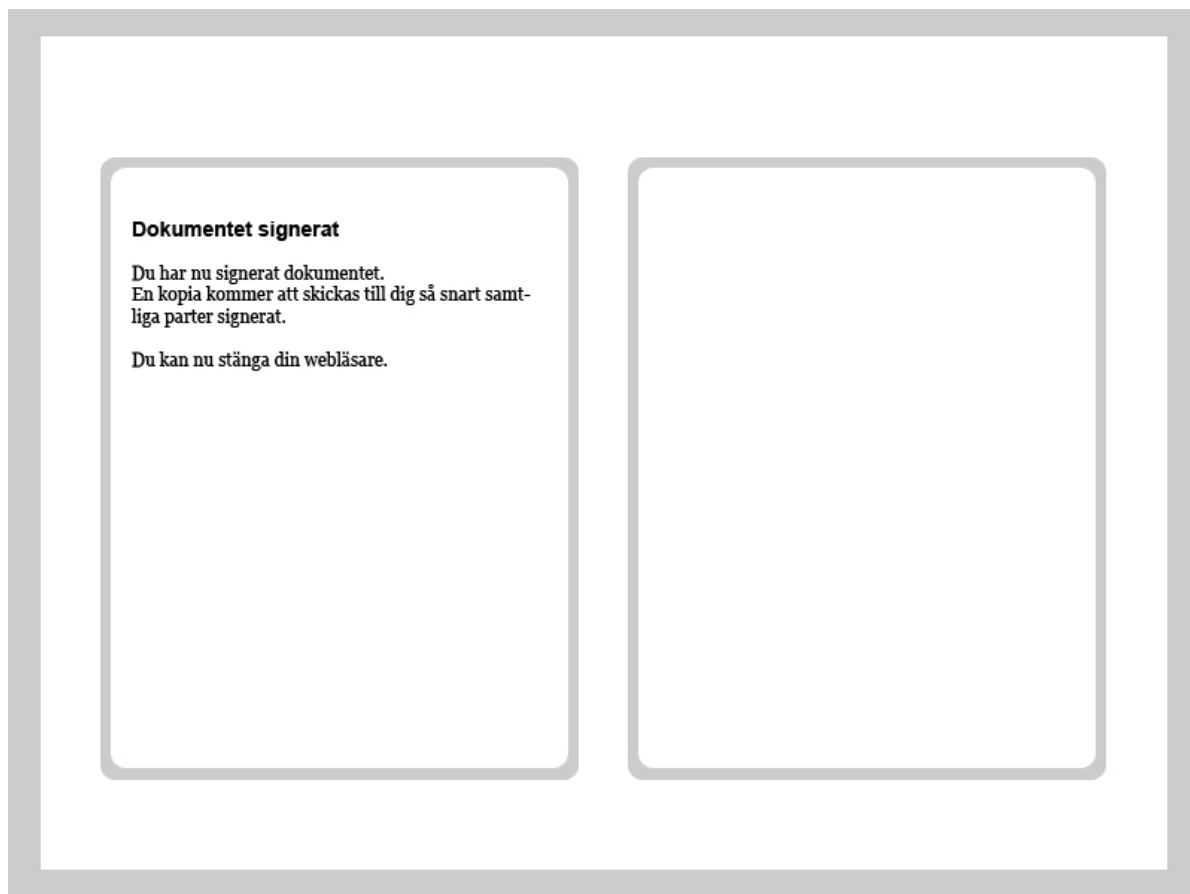 Dokumentet signerat
Du har nu signerat dokumentet.
En kopia kommer att skickas till dig så snart samt-
liga parter signerat.
Du kan nu stänga din webläsare.